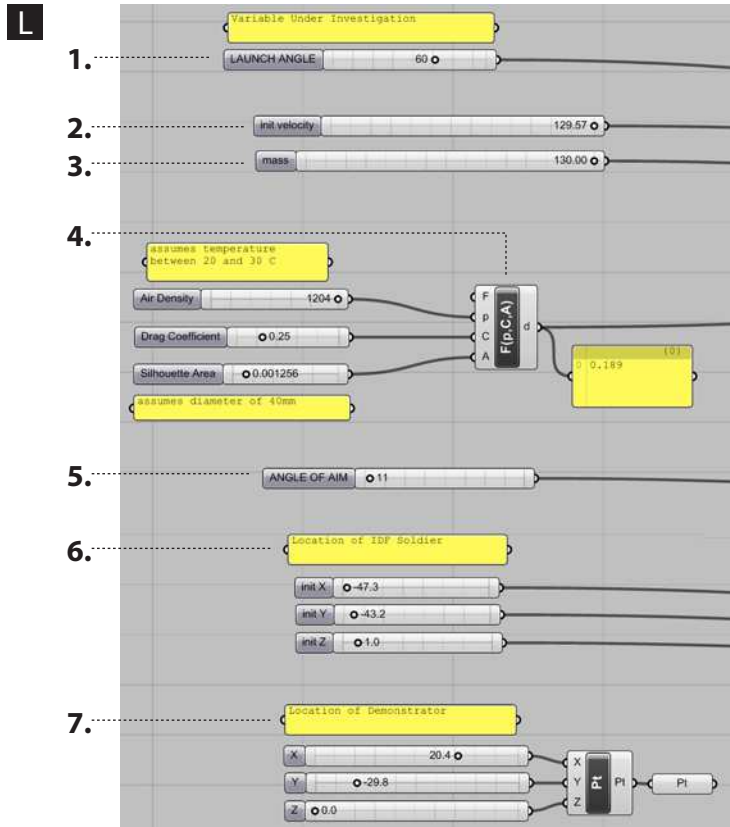 L
Variable Under Investigation
1.
LAUNCH ANGLE 60
2.
init velocity 129.57
3.
mass 130.00
4.
assumes temperature
between 20 and 30 C
Air Density 1204
Drag Coefficient 0.25
Silhouette Area 0.001256
assumes diameter of 40mm
F
p
C
A
F(p,C,A)
d
{0}
0 0.189
5.
ANGLE OF AIM 11
6.
Location of IDF Soldier
init X -47.3
init Y -43.2
init Z 1.0
7.
Location of Demonstrator
X 20.4
Y -29.8
Z 0.0
X
Y
Z
Pt
Pt
Pt